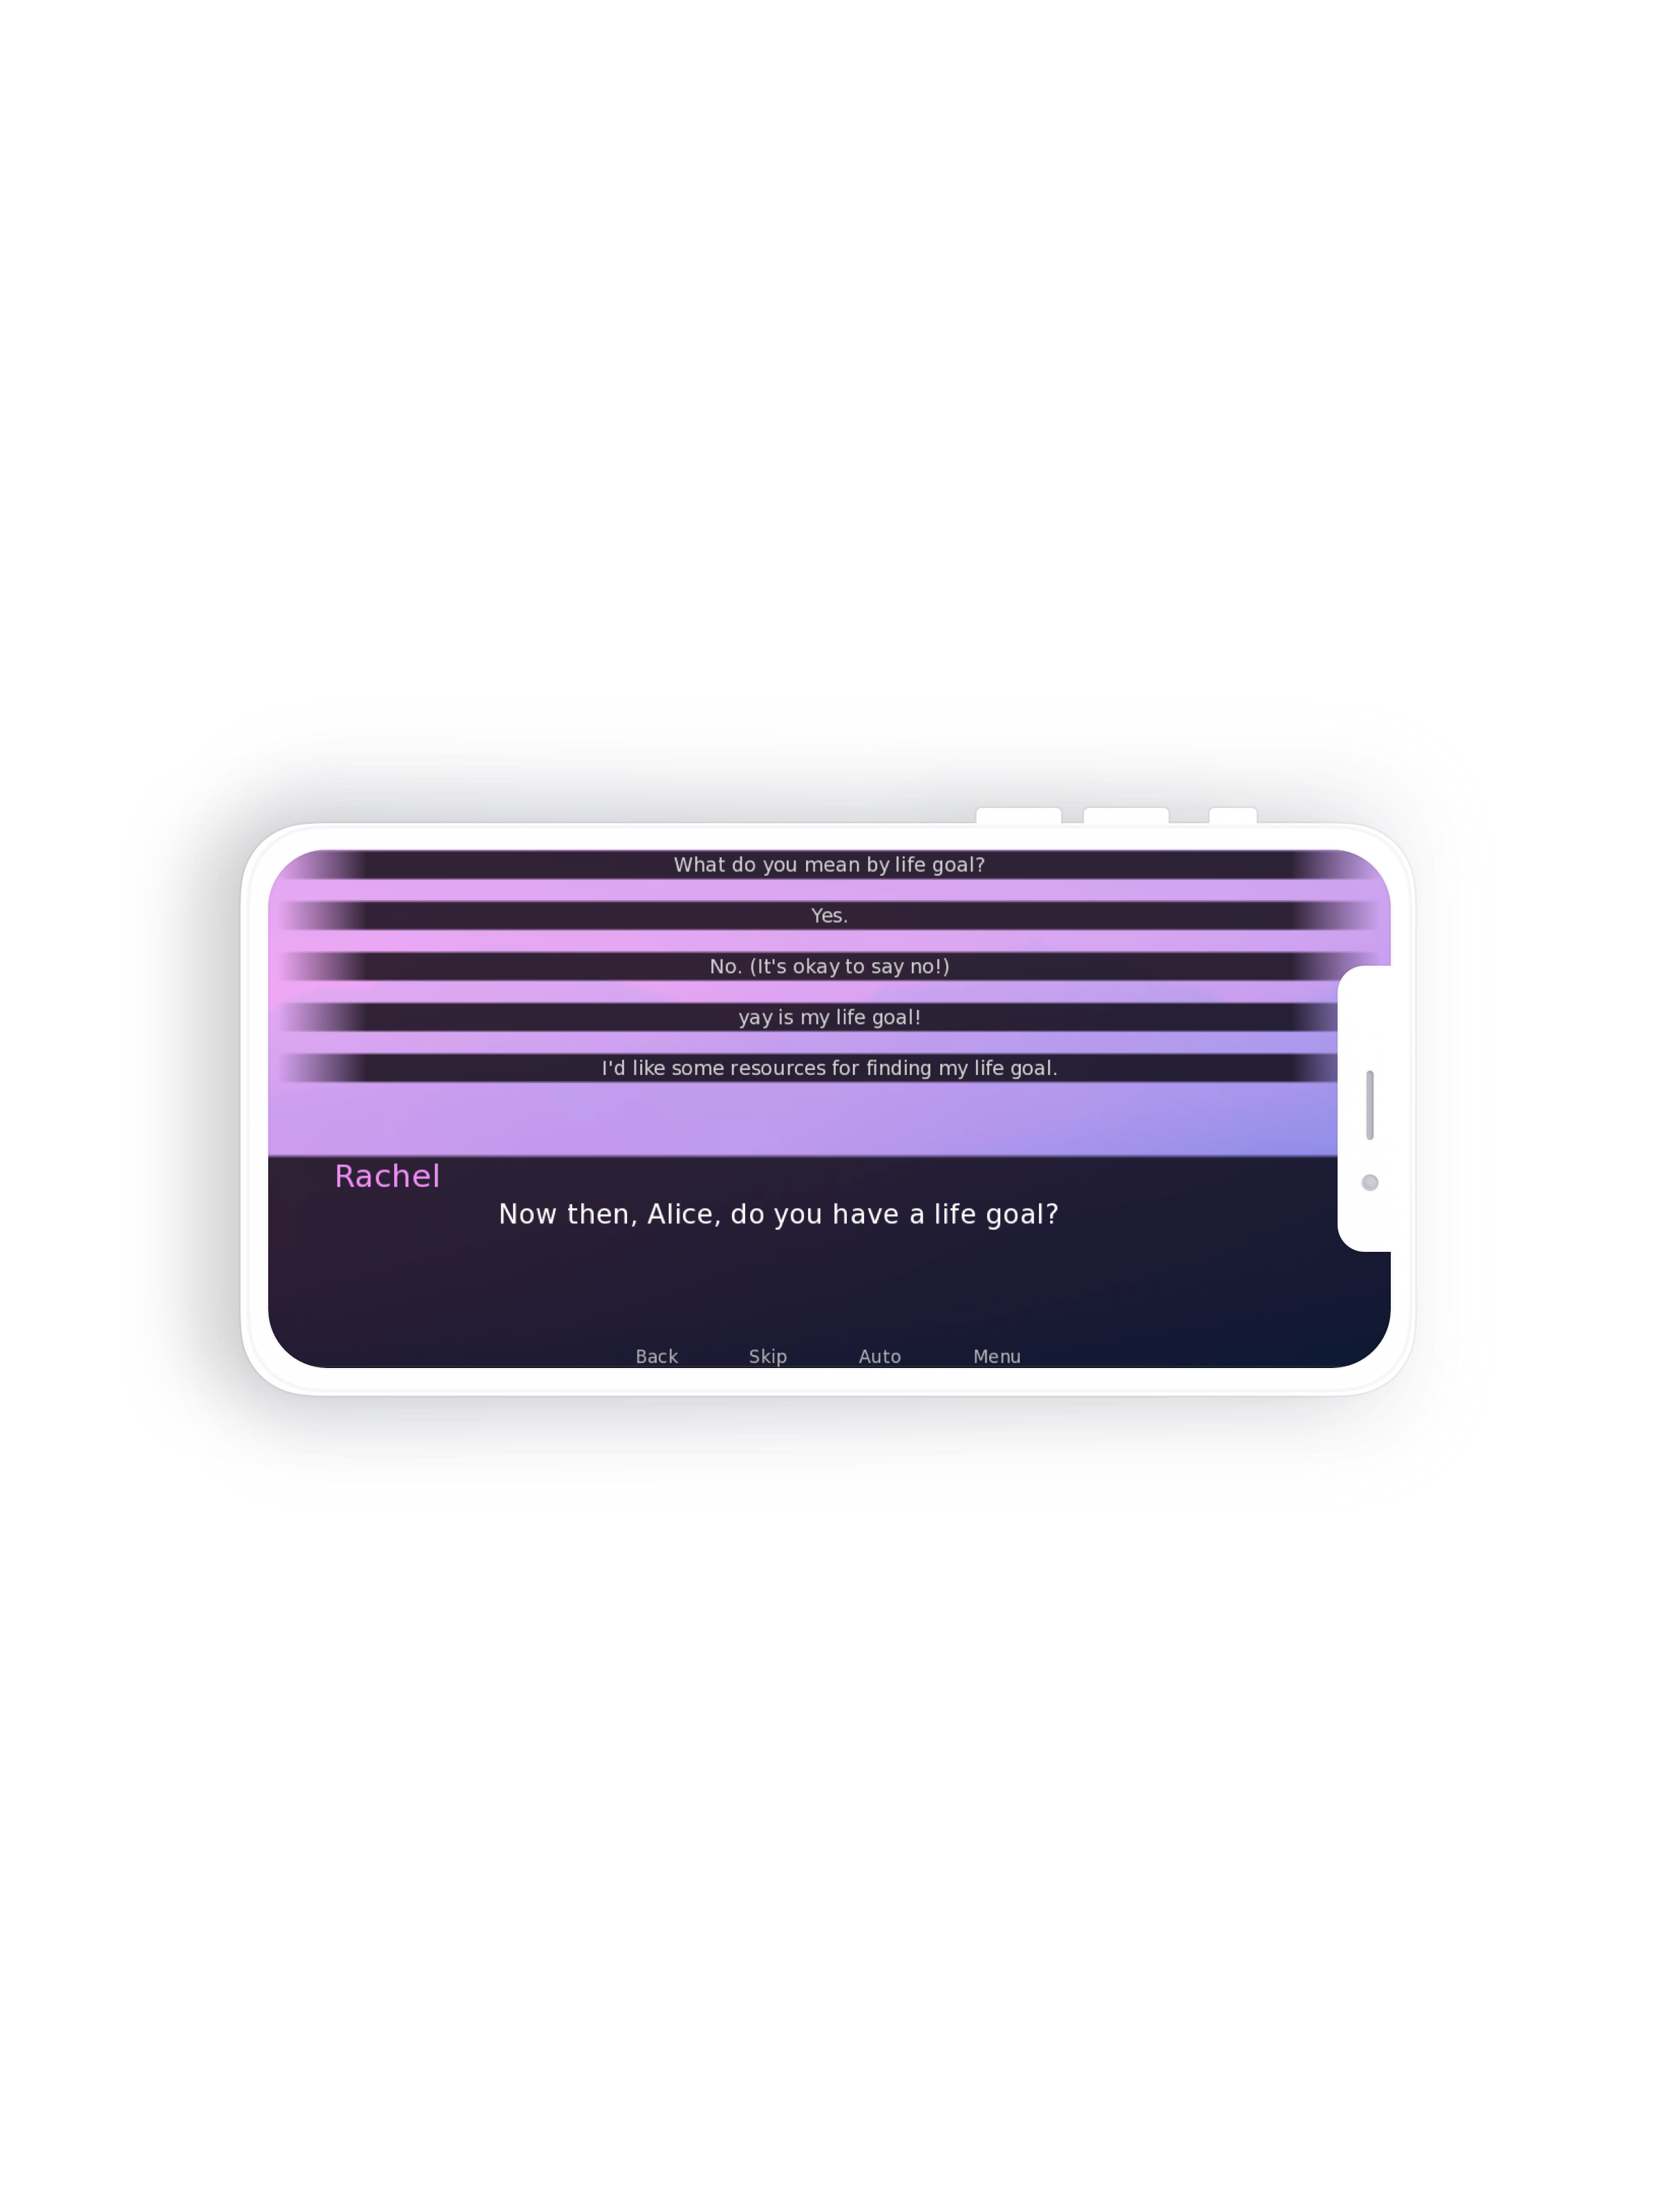 What do you mean by life goal?
Yes.
No. (It's okay to say no!)
yay is my life goal!
I'd like some resources for finding my life goal.
Rachel
Now then, Alice, do you have a life goal?
Back Skip Auto Menu